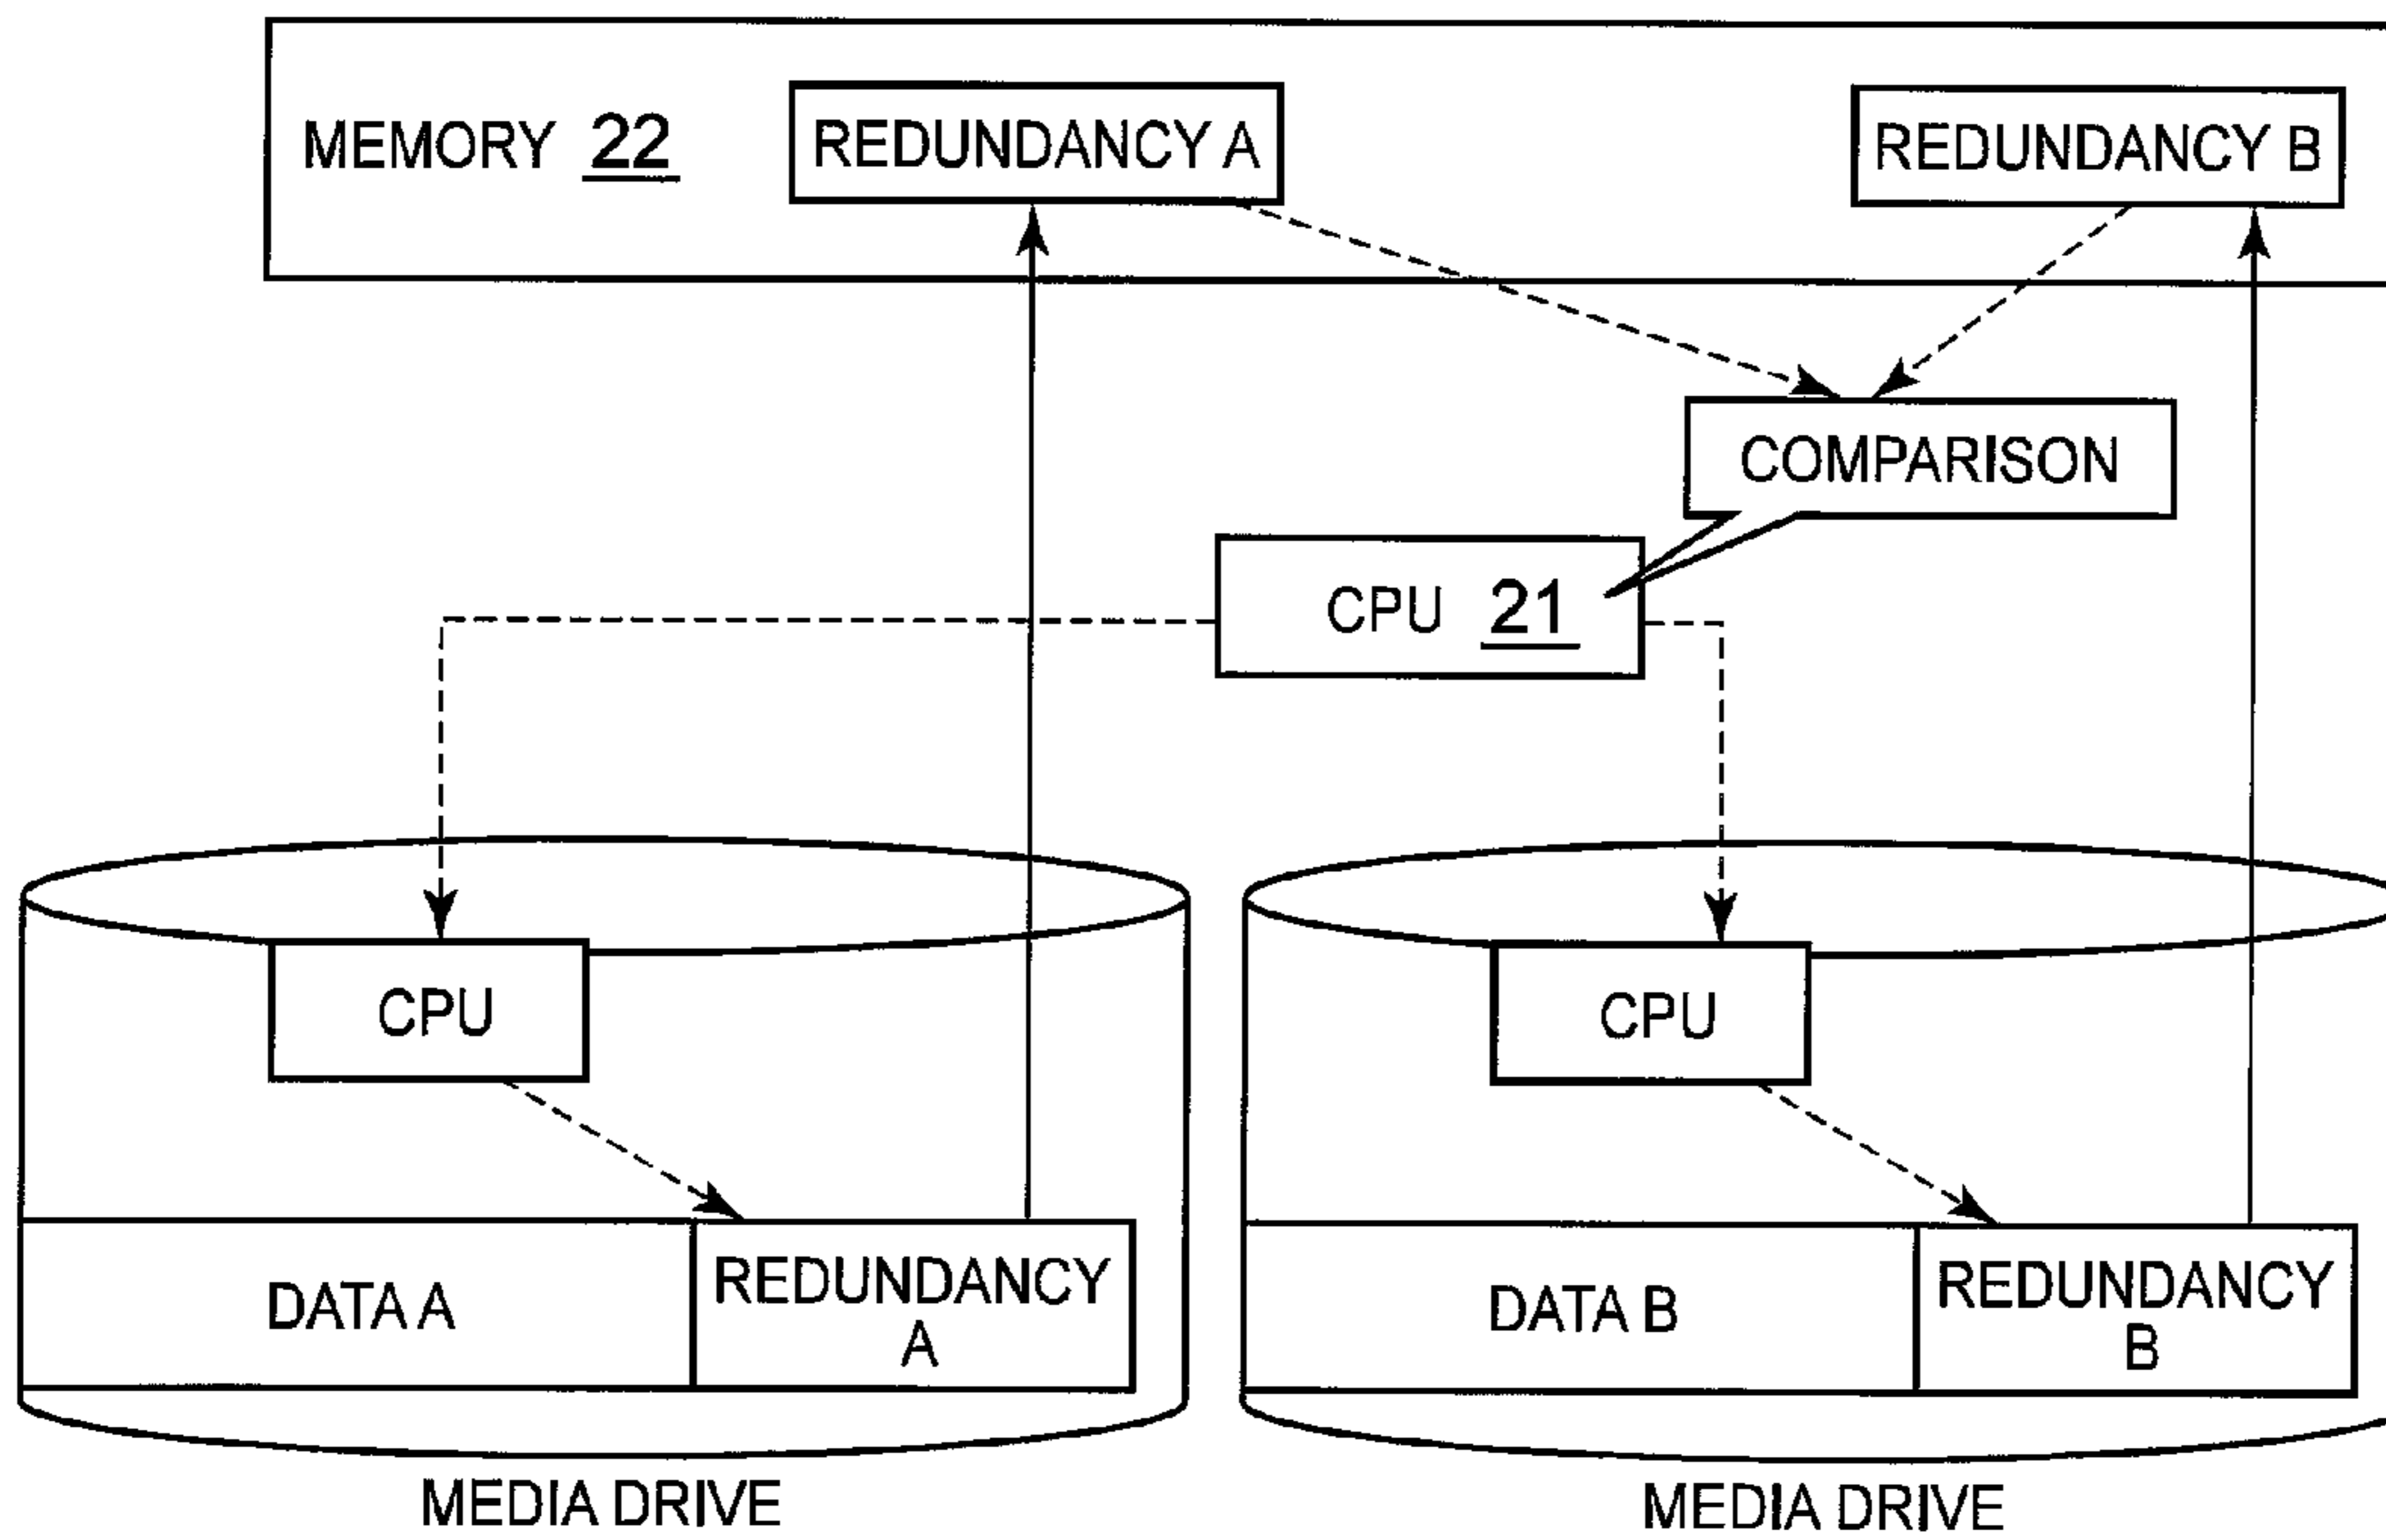 MEMORY 22
REDUNDANCY A
REDUNDANCY B
COMPARISON
CPU 21
CPU
CPU
DATA A
REDUNDANCY
A
DATA B
REDUNDANCY
B
MEDIA DRIVE
MEDIA DRIVE